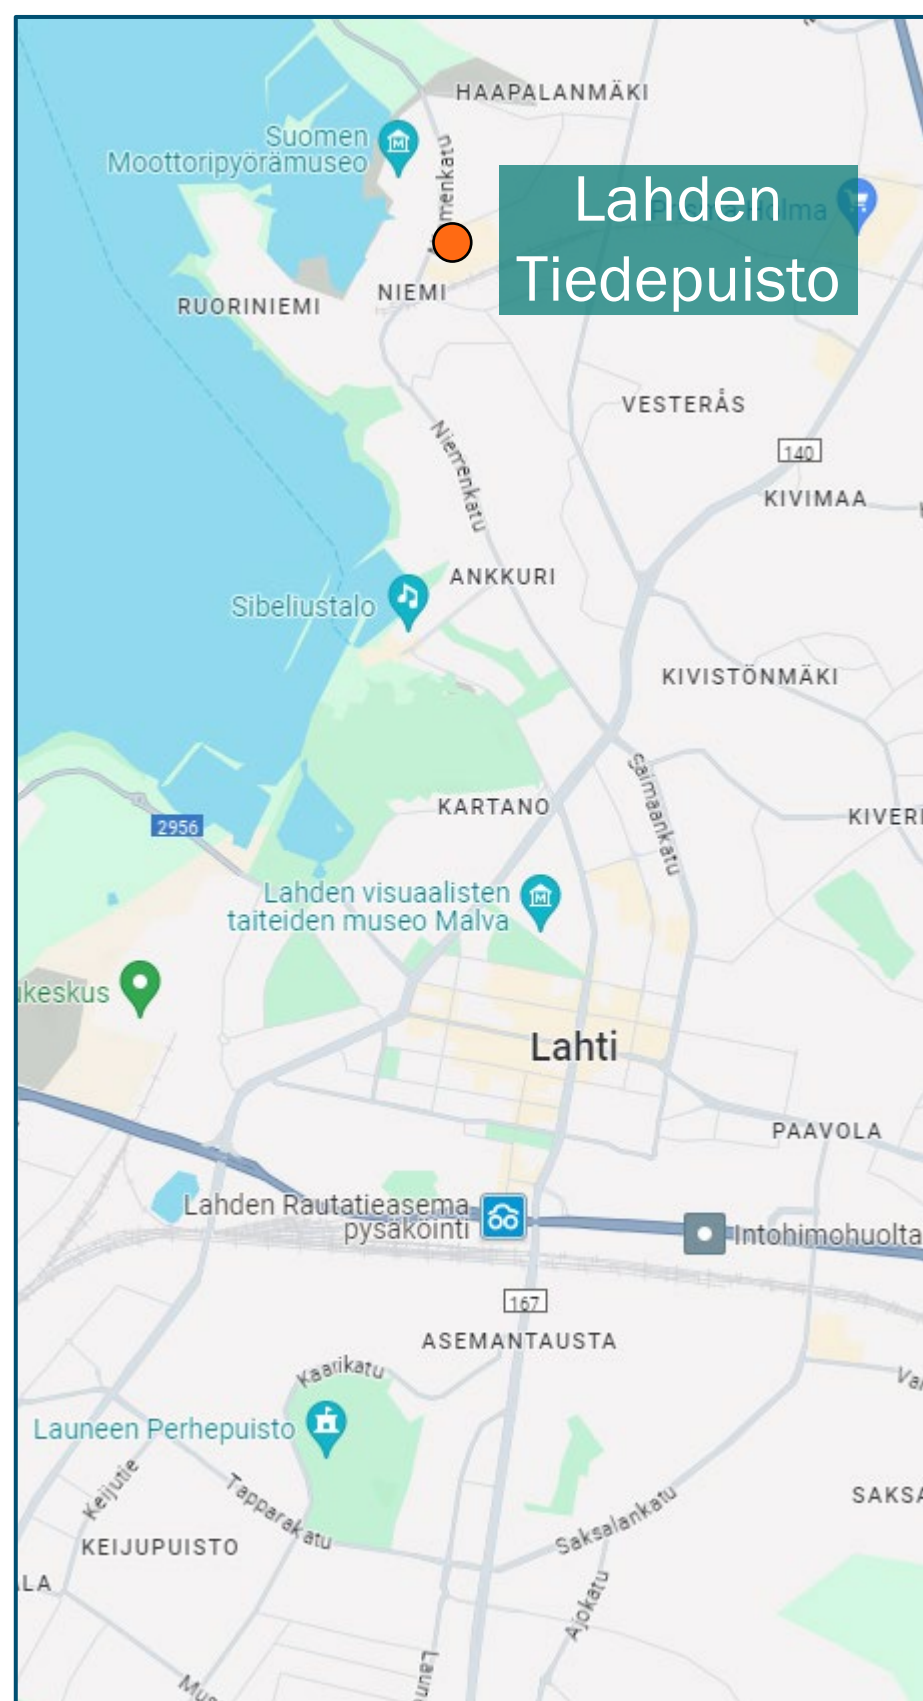 HAAPALANMÄKI
Suomen
Moottoripyörämuseo
Lahden
Tiedepuisto
RUORINIEMI
NIEMI
VESTERÅS
Niemenkatu
140
KIVIMAA
ANKKURI
Sibeliustalo
KIVISTÖNMÄKI
Saimaankatu
KARTANO
2956
Lahden visuaalisten
taiteiden museo Malva
Lahti
PAAVOLA
Lahden Rautatieasema
pysäköinti
Intohimohuolta
167
ASEMANTAUSTA
Kaarikatu
Launeen Perhepuisto
Keijutie
Tapparakatu
Saksalankatu
KEIJUPUISTO
Ajokatu